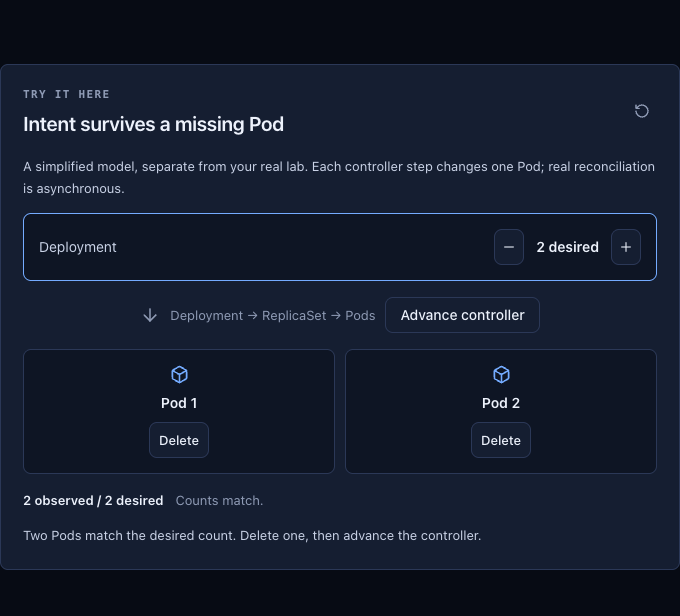 TRY IT HERE
Intent survives a missing Pod
A simplified model, separate from your real lab. Each controller step changes one Pod; real reconciliation
is asynchronous.
Deployment − 2 desired +
Deployment → ReplicaSet → Pods Advance controller
Pod 1 Pod 2
Delete Delete
2 observed / 2 desired Counts match.
Two Pods match the desired count. Delete one, then advance the controller.